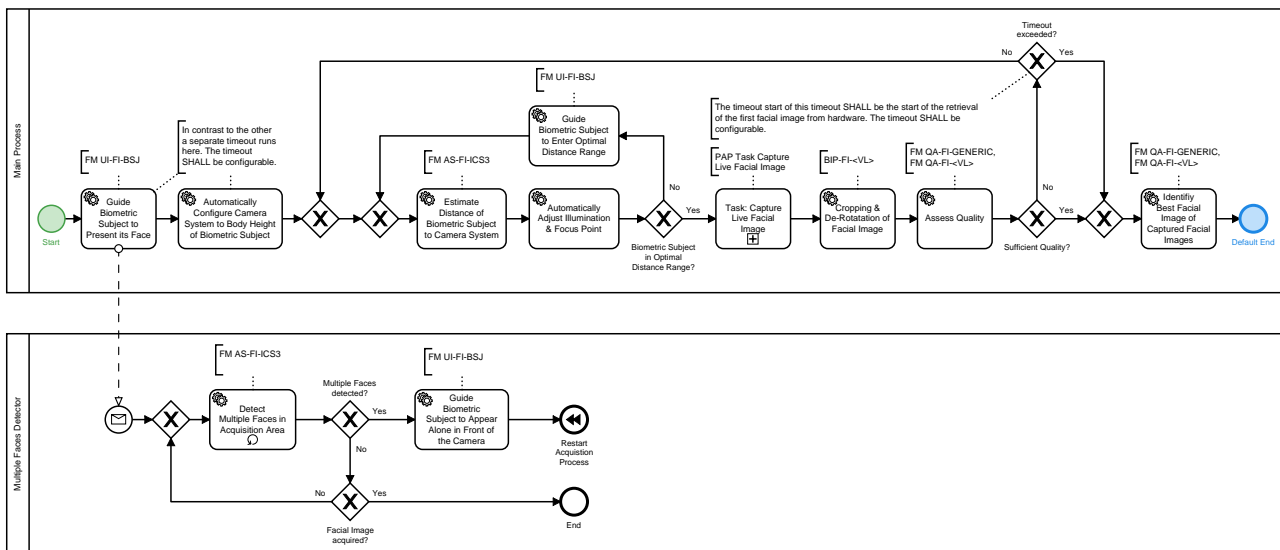 Main Process
Timeout
exceeded?
No
Yes
FM UI-FI-BSJ
Guide
Biometric Subject
to Enter Optimal
Distance Range
The timeout start of this timeout SHALL be the start of the retrieval
of the first facial image from hardware. The timeout SHALL be
configurable.
In contrast to the other
a separate timeout runs
here. The timeout
SHALL be configurable.
FM UI-FI-BSJ
FM AS-FI-ICS3
PAP Task Capture
Live Facial Image
BIP-FI-<VL>
FM QA-FI-GENERIC,
FM QA-FI-<VL>
FM QA-FI-GENERIC,
FM QA-FI-<VL>
Start
Guide
Biometric
Subject to
Present its Face
Automatically
Configure Camera
System to Body Height
of Biometric Subject
Estimate
Distance of
Biometric Subject
to Camera System
Automatically
Adjust Illumination
& Focus Point
No
Yes
Biometric Subject
in Optimal
Distance Range?
Task: Capture
Live Facial
Image
Cropping &
De-Rotatation of
Facial Image
Assess Quality
No
Yes
Sufficient Quality?
Identifiy
Best Facial
Image of
Captured Facial
Images
Default End
Multiple Faces Detector
FM AS-FI-ICS3
FM UI-FI-BSJ
Detect
Multiple Faces in
Acquisition Area
Multiple Faces
detected?
Yes
No
Guide
Biometric
Subject to Appear
Alone in Front of
the Camera
Restart
Acquistion
Process
No
Yes
Facial Image
acquired?
End